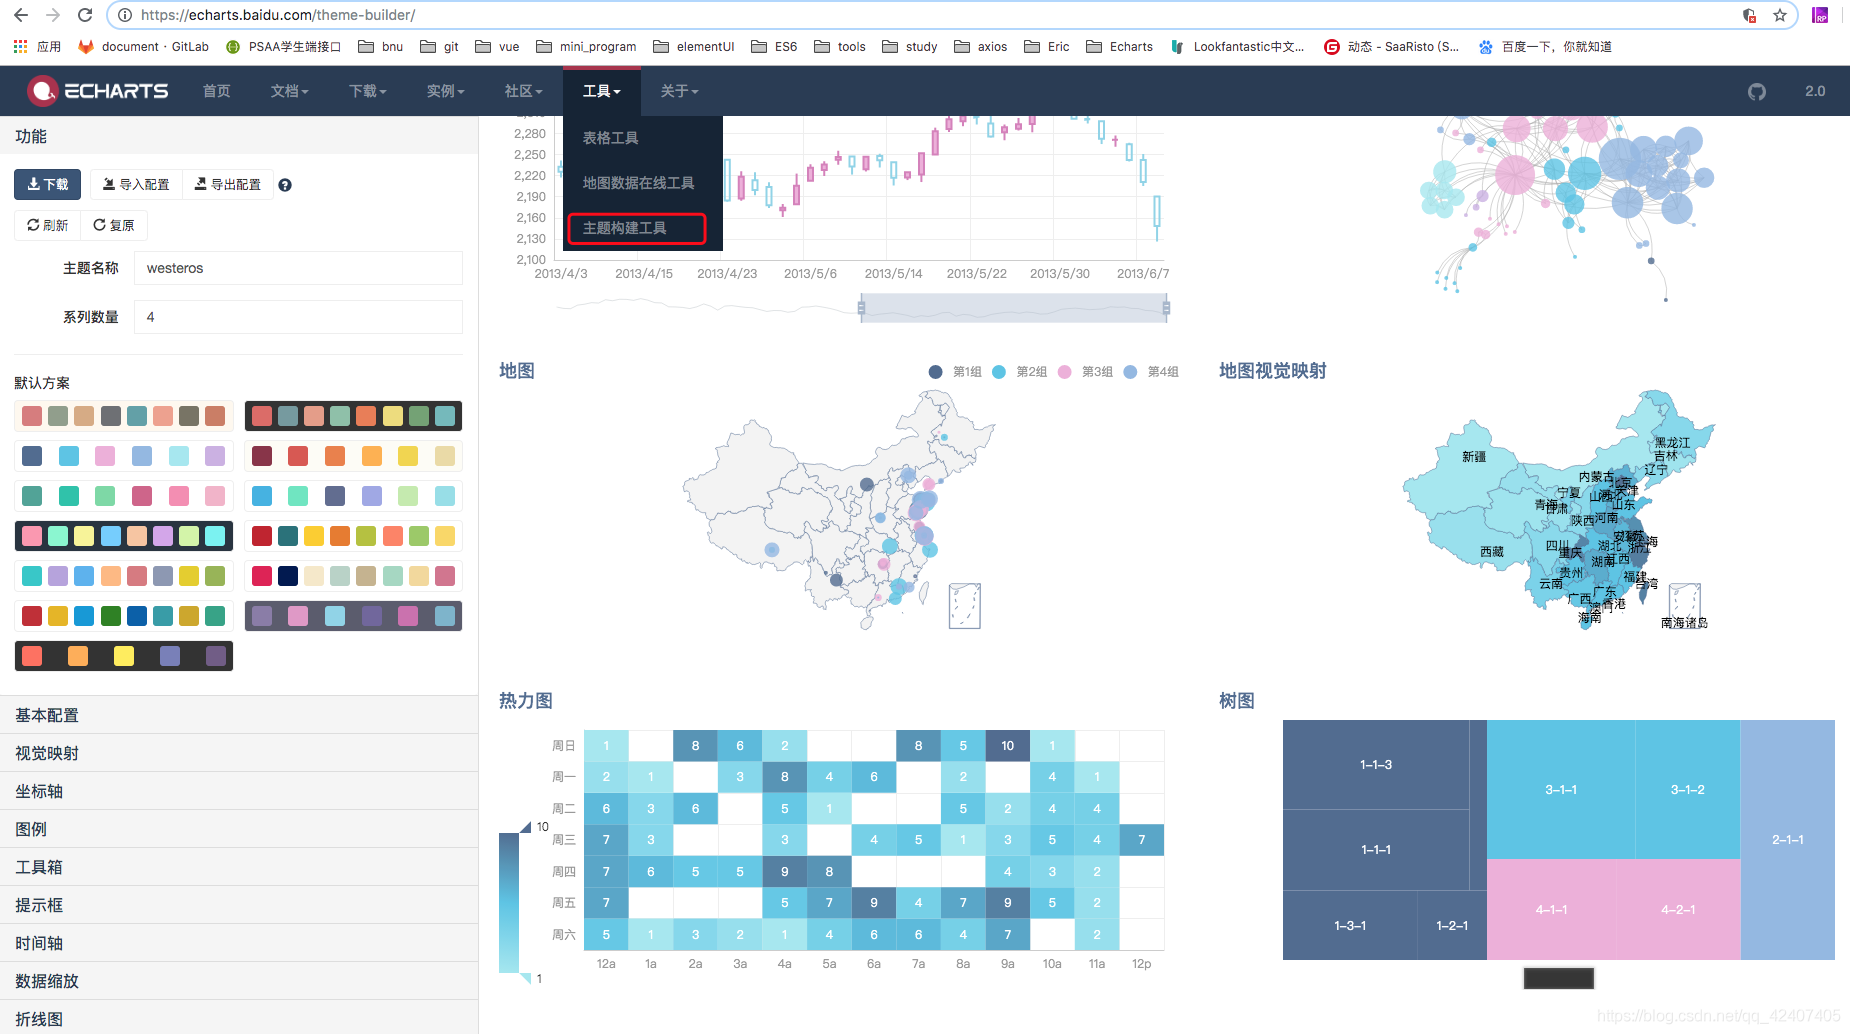 https://echarts.baidu.com/theme-builder/
应用 document · GitLab PSAA学生端接口 bnu git vue mini_program elementUI ES6 tools study axios Eric Echarts Lookfantastic中文... 动态 - SaaRisto (S... 百度一下，你就知道
ECHARTS 首页 文档 下载 实例 社区 工具 关于 2.0
功能
下载 导入配置 导出配置 ?
刷新 复原
主题名称 westeros
系列数量 4
默认方案
基本配置
视觉映射
坐标轴
图例
工具箱
提示框
时间轴
数据缩放
折线图
表格工具
地图数据在线工具
主题构建工具
2,280
2,250
2,220
2,190
2,160
2,130
2,100
2013/4/3 2013/4/15 2013/4/23 2013/5/6 2013/5/14 2013/5/22 2013/5/30 2013/6/7
地图
第1组 第2组 第3组 第4组
地图视觉映射
黑龙江
吉林
辽宁
新疆
内蒙古
北京
天津
宁夏
山西
河北
山东
青海
甘肃
陕西
河南
安徽
江苏
上海
四川
重庆
湖北
浙江
西藏
湖南
江西
贵州
云南
福建
台湾
广西
广东
澳门
香港
海南
南海诸岛
热力图
10
1
周日 1 8 6 2 8 5 10 1
周一 2 1 3 8 4 6 2 4 1
周二 6 3 6 5 1 5 2 4 4
周三 7 3 3 4 5 1 3 5 4 7
周四 7 6 5 5 9 8 4 3 2
周五 7 5 7 9 4 7 9 5 2
周六 5 1 3 2 1 4 6 6 4 7 2
12a 1a 2a 3a 4a 5a 6a 7a 8a 9a 10a 11a 12p
树图
1-1-3
1-1-1
1-3-1 1-2-1
3-1-1 3-1-2
4-1-1 4-2-1
2-1-1
https://blog.csdn.net/qq_42407405